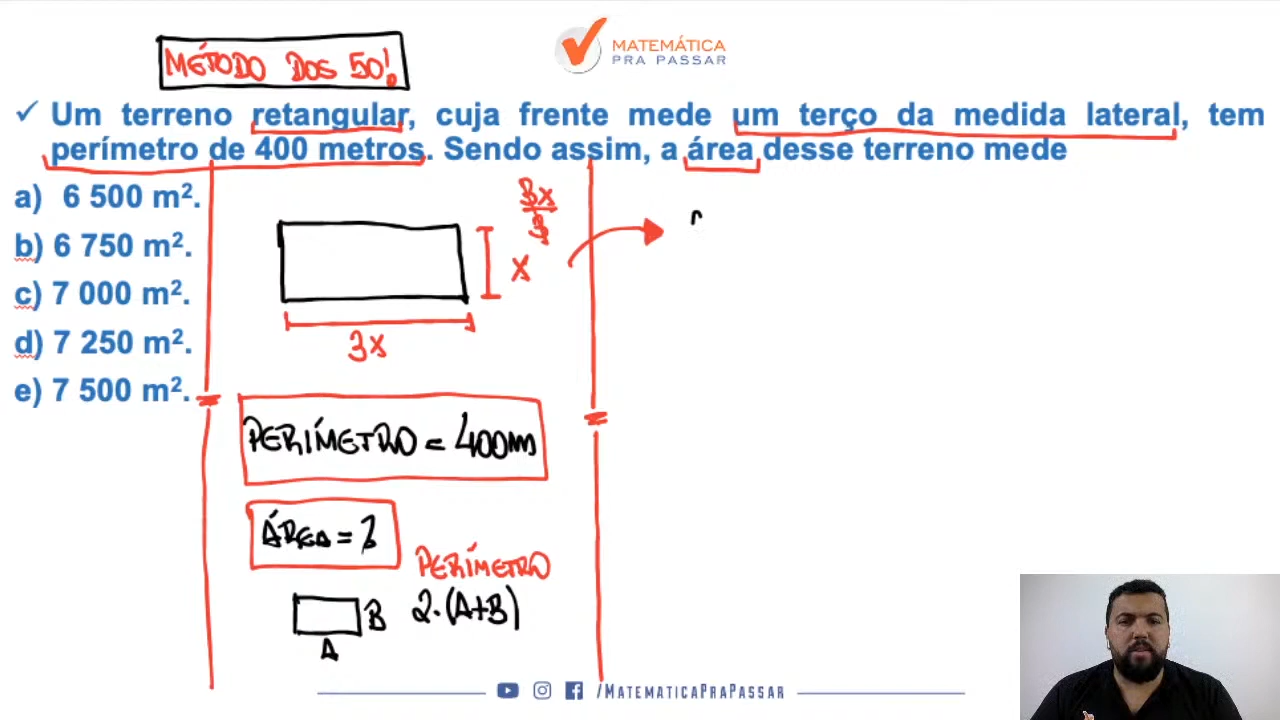 MÉTODO DOS 50!
MATEMÁTICA
PRA PASSAR
✓ Um terreno retangular, cuja frente mede um terço da medida lateral, tem
perímetro de 400 metros. Sendo assim, a área desse terreno mede
a) 6 500 m².
b) 6 750 m².
c) 7 000 m².
d) 7 250 m².
e) 7 500 m².
3x
3
x
3x
PERÍMETRO = 400m
ÁREA = ?
PERÍMETRO
B
2·(A+B)
A
/MATEMATICAPRAPASSAR